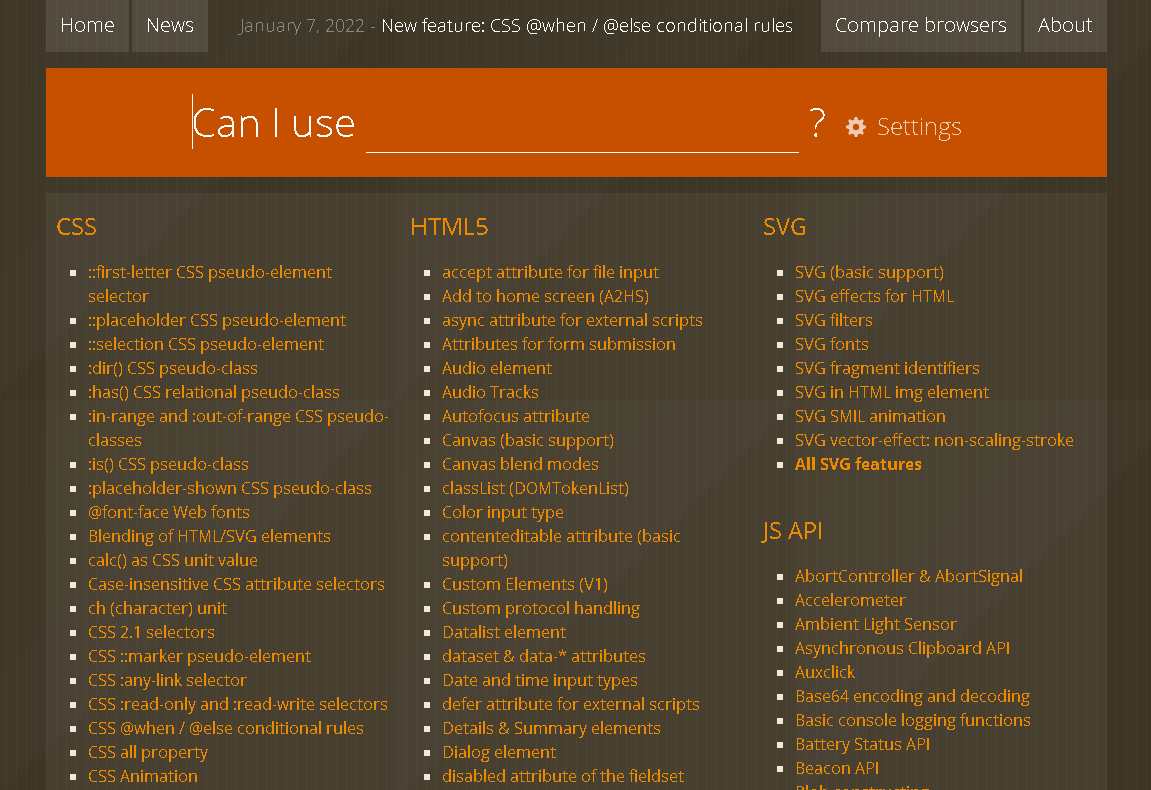 Home
News
January 7, 2022 - New feature: CSS @when / @else conditional rules
Compare browsers
About
Can I use
?
Settings
CSS
::first-letter CSS pseudo-element
selector
::placeholder CSS pseudo-element
::selection CSS pseudo-element
:dir() CSS pseudo-class
:has() CSS relational pseudo-class
:in-range and :out-of-range CSS pseudo-
classes
:is() CSS pseudo-class
:placeholder-shown CSS pseudo-class
@font-face Web fonts
Blending of HTML/SVG elements
calc() as CSS unit value
Case-insensitive CSS attribute selectors
ch (character) unit
CSS 2.1 selectors
CSS ::marker pseudo-element
CSS :any-link selector
CSS :read-only and :read-write selectors
CSS @when / @else conditional rules
CSS all property
CSS Animation
HTML5
accept attribute for file input
Add to home screen (A2HS)
async attribute for external scripts
Attributes for form submission
Audio element
Audio Tracks
Autofocus attribute
Canvas (basic support)
Canvas blend modes
classList (DOMTokenList)
Color input type
contenteditable attribute (basic
support)
Custom Elements (V1)
Custom protocol handling
Datalist element
dataset & data-* attributes
Date and time input types
defer attribute for external scripts
Details & Summary elements
Dialog element
disabled attribute of the fieldset
SVG
SVG (basic support)
SVG effects for HTML
SVG filters
SVG fonts
SVG fragment identifiers
SVG in HTML img element
SVG SMIL animation
SVG vector-effect: non-scaling-stroke
All SVG features
JS API
AbortController & AbortSignal
Accelerometer
Ambient Light Sensor
Asynchronous Clipboard API
Auxclick
Base64 encoding and decoding
Basic console logging functions
Battery Status API
Beacon API